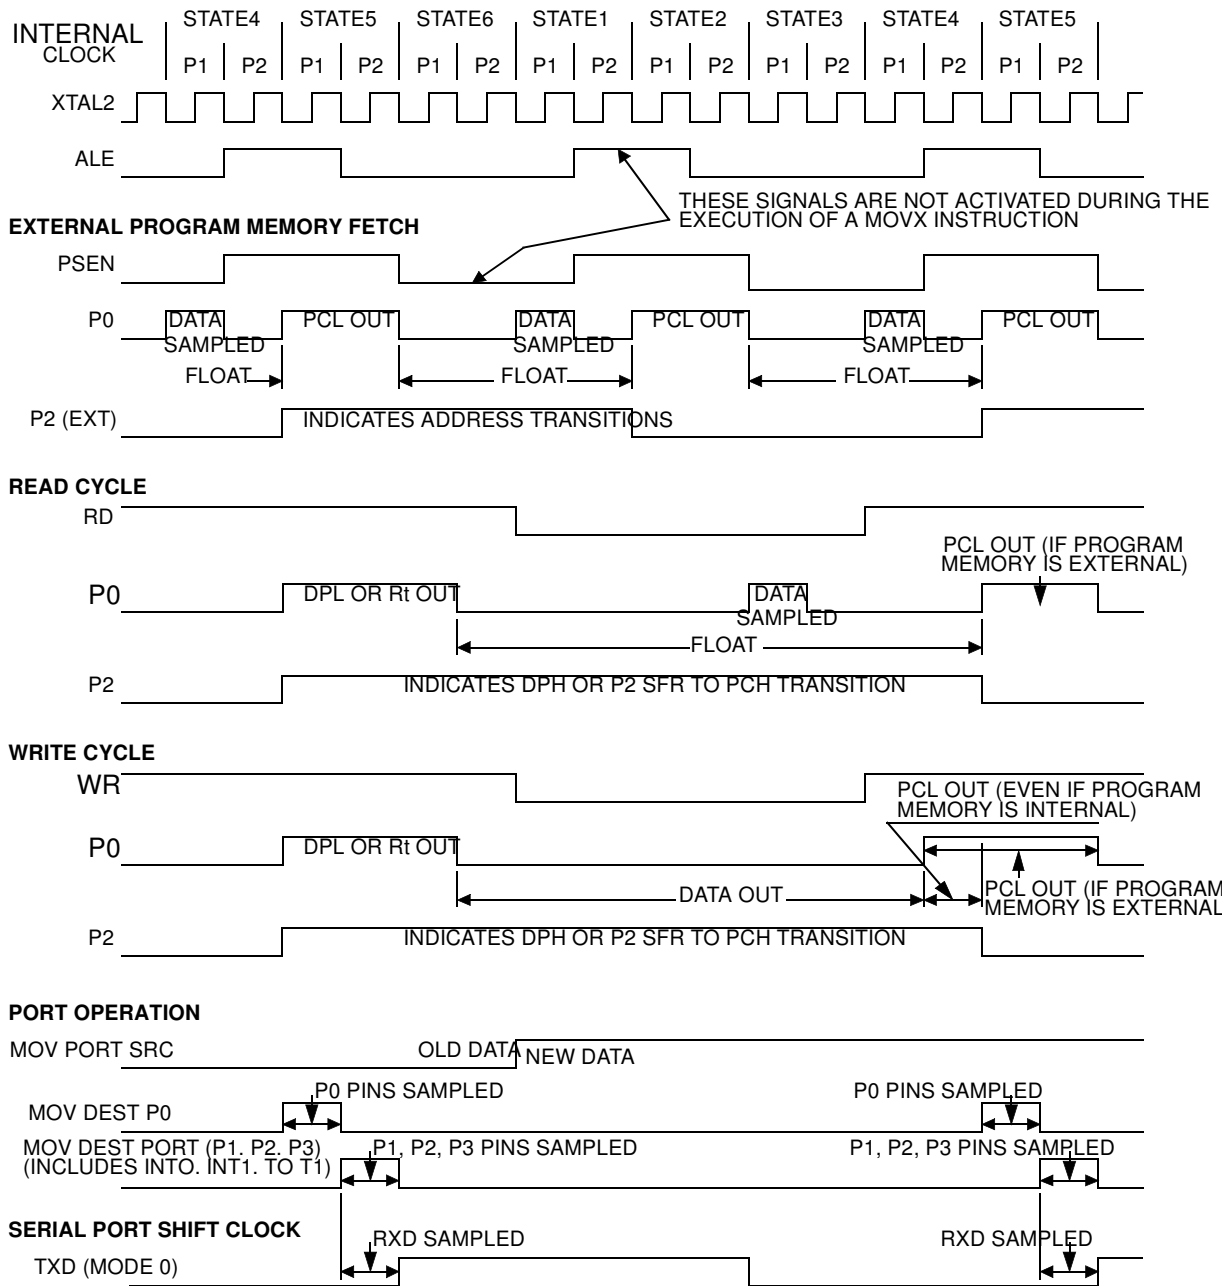 STATE4 STATE5 STATE6 STATE1 STATE2 STATE3 STATE4 STATE5
INTERNAL
CLOCK
P1 P2 P1 P2 P1 P2 P1 P2 P1 P2 P1 P2 P1 P2 P1 P2
XTAL2
ALE
THESE SIGNALS ARE NOT ACTIVATED DURING THE
EXECUTION OF A MOVX INSTRUCTION
EXTERNAL PROGRAM MEMORY FETCH
PSEN
P0 DATA PCL OUT DATA PCL OUT DATA PCL OUT
SAMPLED SAMPLED SAMPLED
FLOAT FLOAT FLOAT
P2 (EXT) INDICATES ADDRESS TRANSITIONS
READ CYCLE
RD
PCL OUT (IF PROGRAM
MEMORY IS EXTERNAL)
P0 DPL OR Rt OUT DATA
SAMPLED
FLOAT
P2 INDICATES DPH OR P2 SFR TO PCH TRANSITION
WRITE CYCLE
WR
PCL OUT (EVEN IF PROGRAM
MEMORY IS INTERNAL)
P0 DPL OR Rt OUT
DATA OUT
PCL OUT (IF PROGRAM
MEMORY IS EXTERNAL
P2 INDICATES DPH OR P2 SFR TO PCH TRANSITION
PORT OPERATION
MOV PORT SRC OLD DATA NEW DATA
P0 PINS SAMPLED P0 PINS SAMPLED
MOV DEST P0
MOV DEST PORT (P1. P2. P3) P1, P2, P3 PINS SAMPLED P1, P2, P3 PINS SAMPLED
(INCLUDES INTO. INT1. TO T1)
SERIAL PORT SHIFT CLOCK
RXD SAMPLED RXD SAMPLED
TXD (MODE 0)